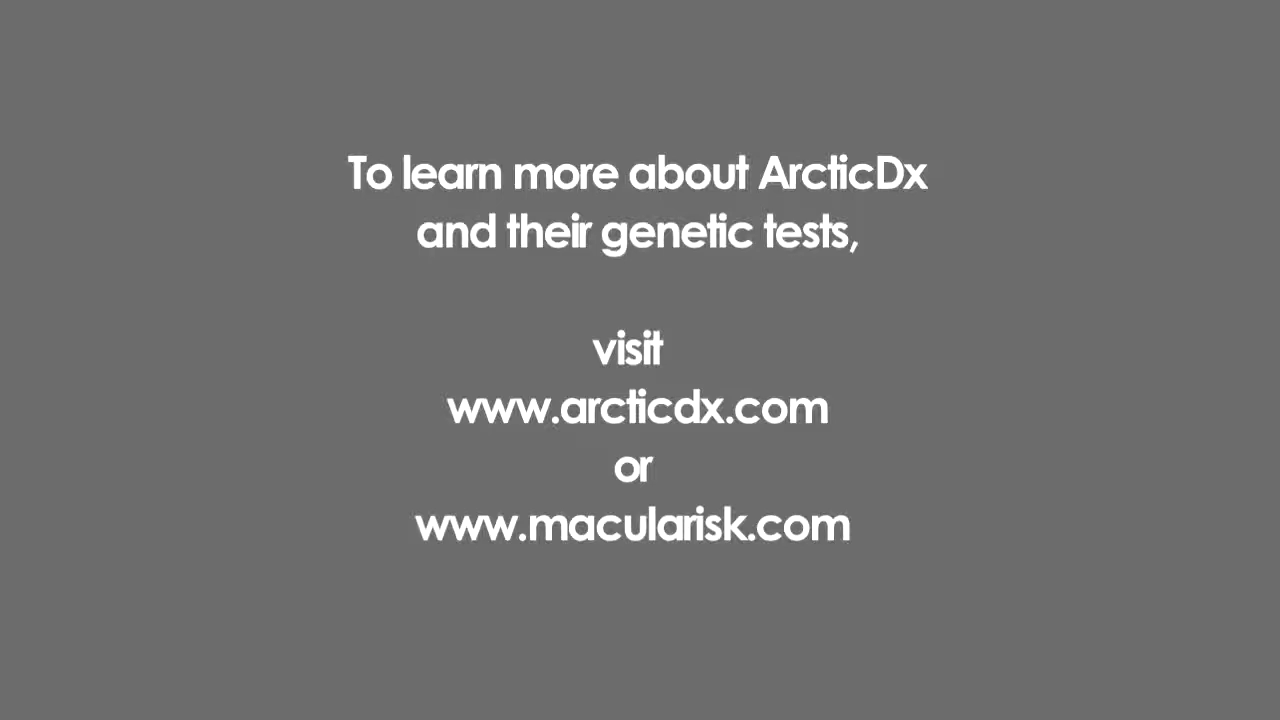 To learn more about ArcticDx
and their genetic tests,
visit
www.arcticdx.com
or
www.macularisk.com